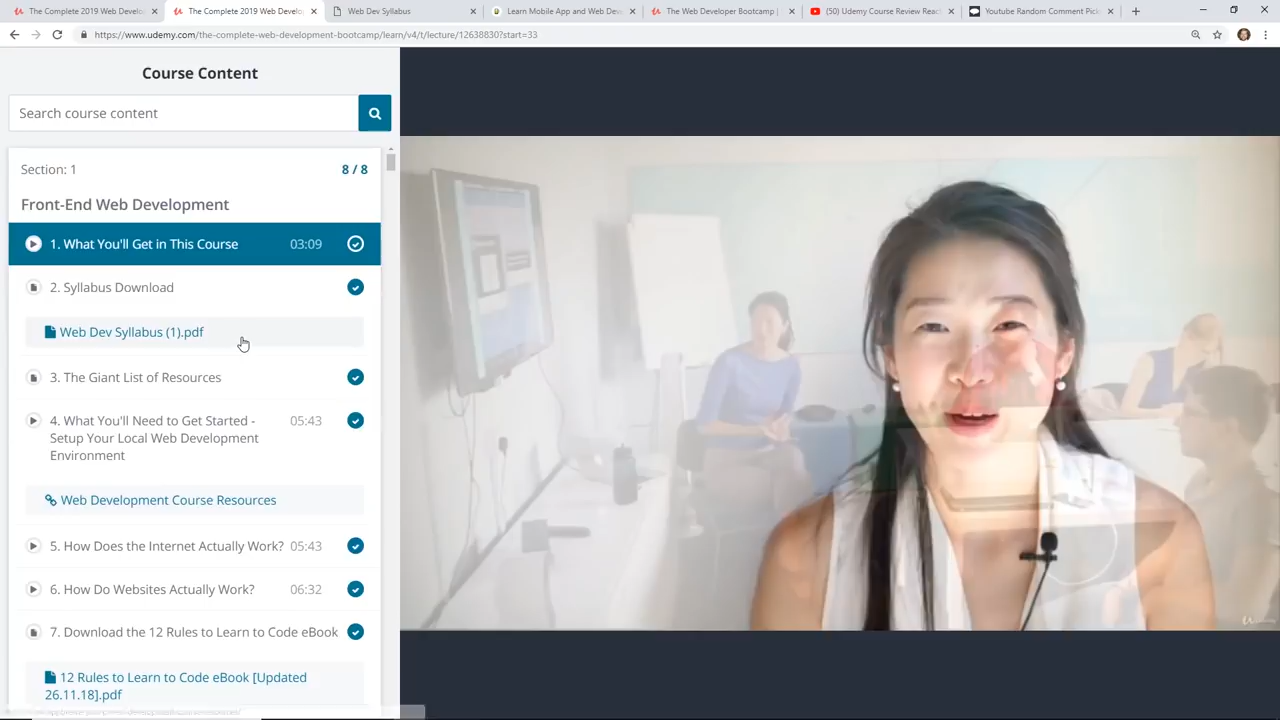 The Complete 2019 Web Develo
The Complete 2019 Web Develo
Web Dev Syllabus
Learn Mobile App and Web Dev
The Web Developer Bootcamp |
(50) Udemy Course Review Reac
Youtube Random Comment Pick
https://www.udemy.com/the-complete-web-development-bootcamp/learn/v4/t/lecture/12638830?start=33
Course Content
Search course content
Section: 1
8 / 8
Front-End Web Development
1. What You'll Get in This Course
03:09
2. Syllabus Download
Web Dev Syllabus (1).pdf
3. The Giant List of Resources
4. What You'll Need to Get Started -
05:43
Setup Your Local Web Development
Environment
Web Development Course Resources
5. How Does the Internet Actually Work?
05:43
6. How Do Websites Actually Work?
06:32
7. Download the 12 Rules to Learn to Code eBook
12 Rules to Learn to Code eBook [Updated
26.11.18].pdf